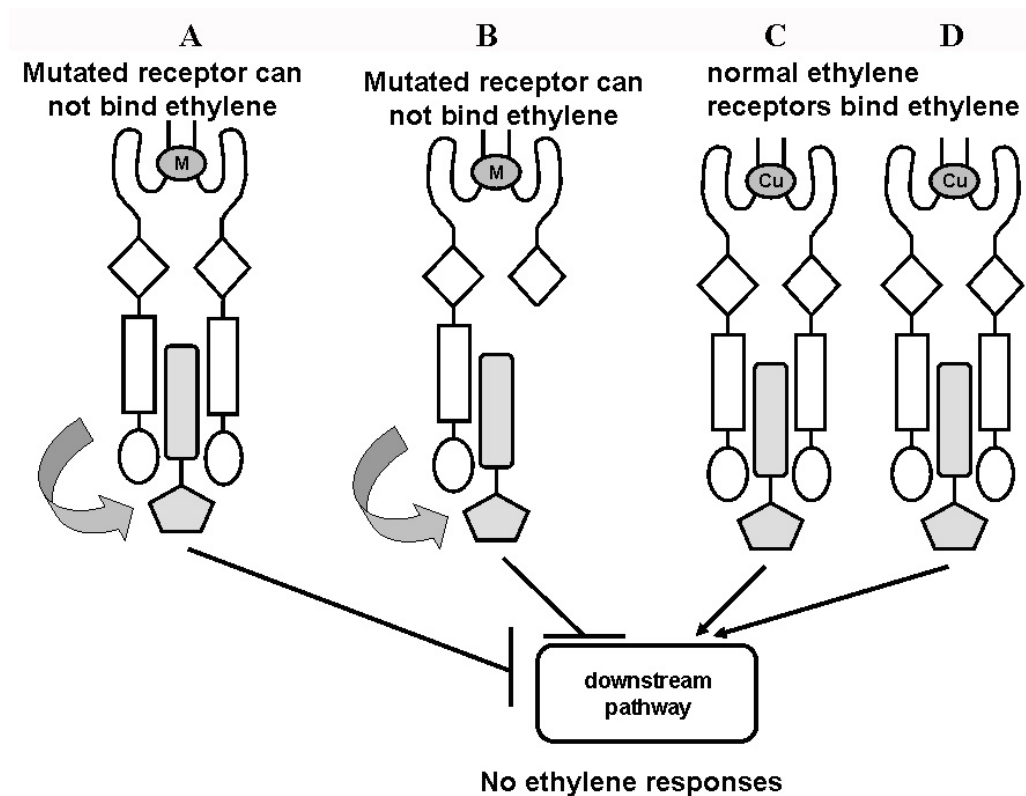 A
B
C
D
Mutated receptor can
not bind ethylene
Mutated receptor can
not bind ethylene
normal ethylene
receptors bind ethylene
M
M
Cu
Cu
downstream
pathway
No ethylene responses